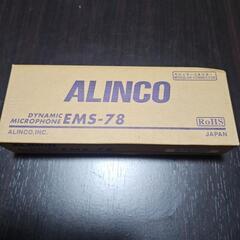 ALINCO
DYNAMIC
MICROPHONE EMS-78
ALINCO, INC.
RoHS
JAPAN